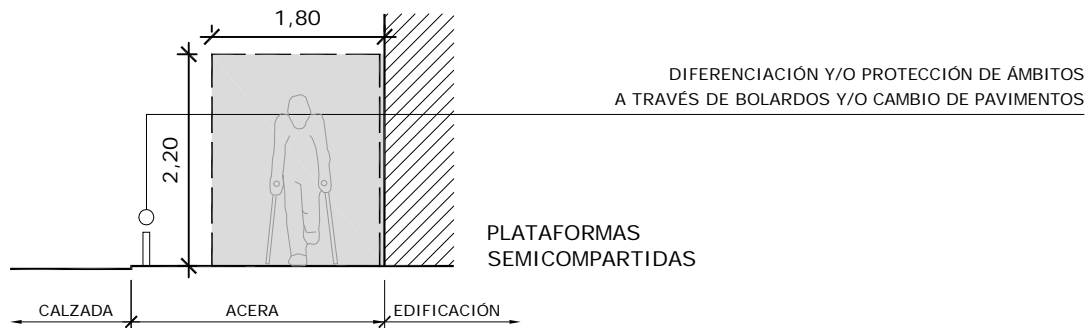 1,80
DIFERENCIACIÓN Y/O PROTECCIÓN DE ÁMBITOS
A TRAVÉS DE BOLARDOS Y/O CAMBIO DE PAVIMENTOS
2,20
PLATAFORMAS
SEMICOMPARTIDAS
CALZADA ACERA EDIFICACIÓN